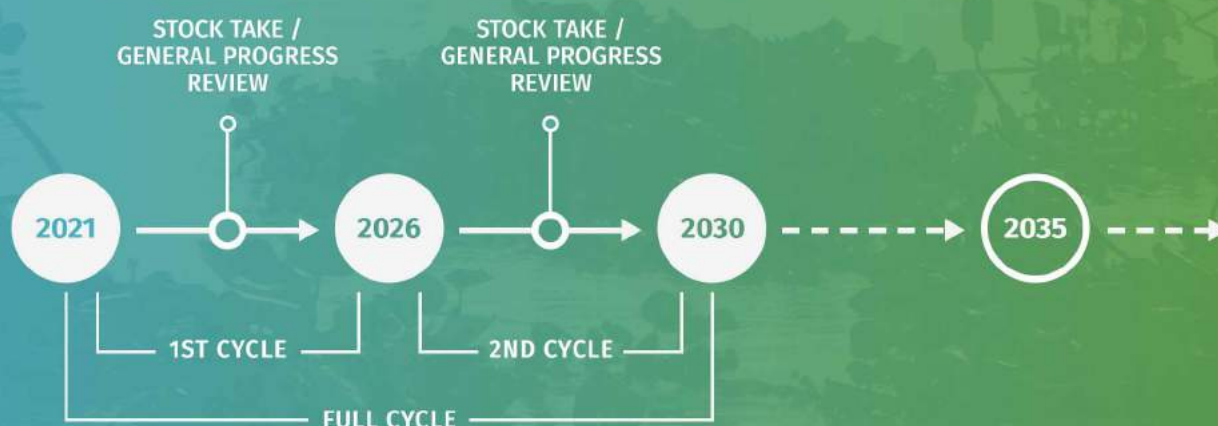 STOCK TAKE /
GENERAL PROGRESS
REVIEW
STOCK TAKE /
GENERAL PROGRESS
REVIEW
2021
2026
2030
2035
1ST CYCLE
2ND CYCLE
FULL CYCLE